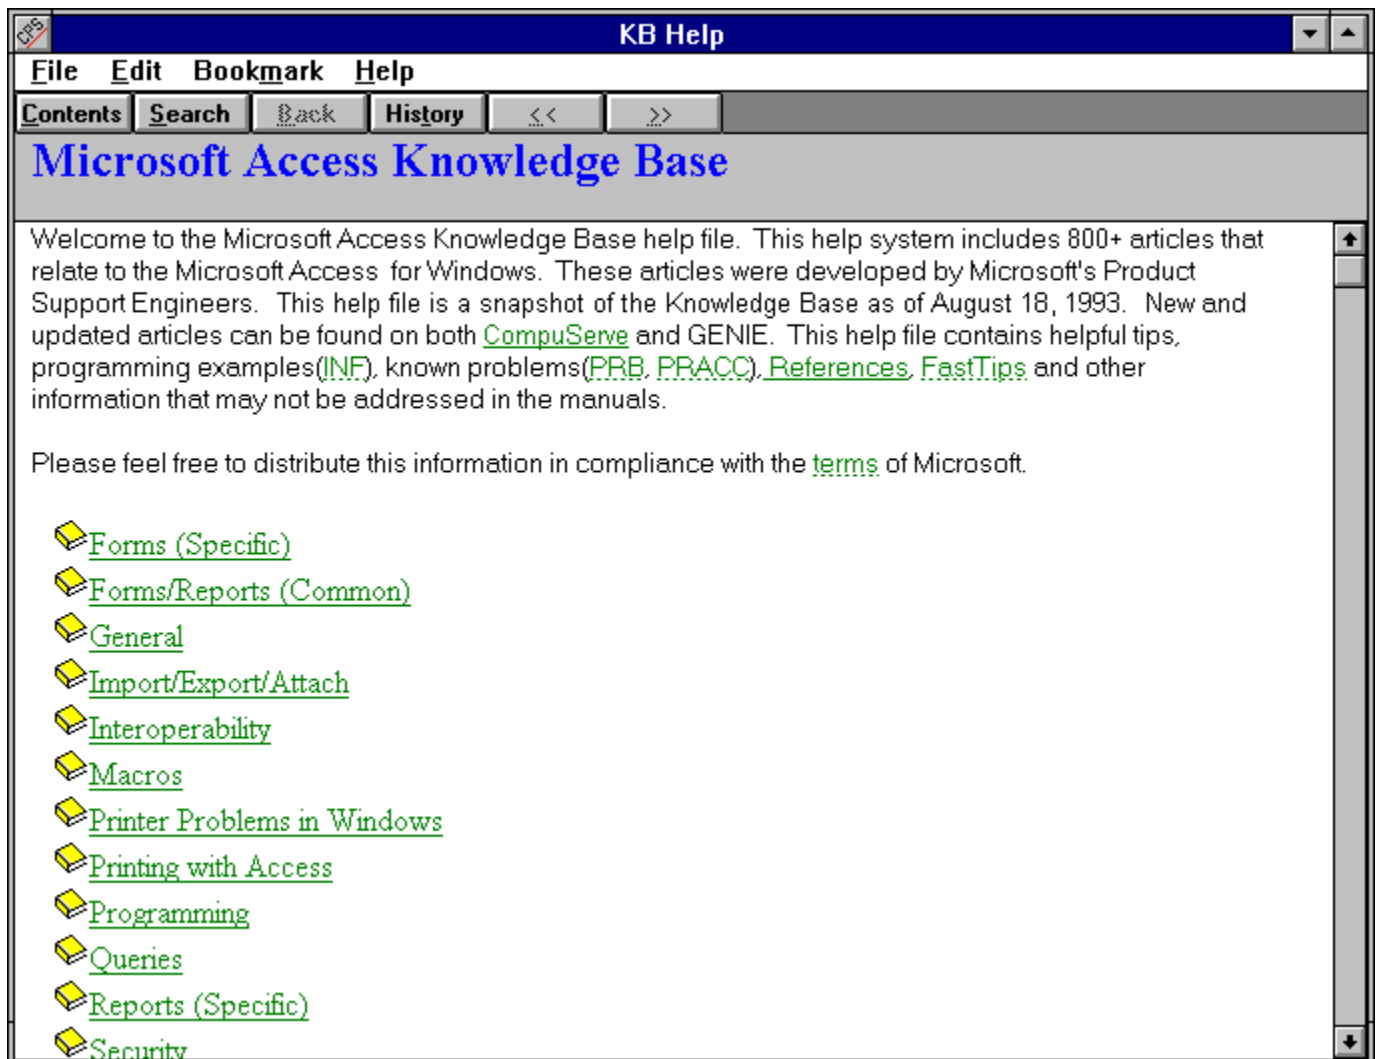 CPS
KB Help
File Edit Bookmark Help
Contents Search Back History << >>
Microsoft Access Knowledge Base
Welcome to the Microsoft Access Knowledge Base help file.  This help system includes 800+ articles that
relate to the Microsoft Access  for Windows.  These articles were developed by Microsoft's Product
Support Engineers.  This help file is a snapshot of the Knowledge Base as of August 18, 1993.  New and
updated articles can be found on both CompuServe and GENIE.  This help file contains helpful tips,
programming examples(INF), known problems(PRB, PRACC), References, FastTips and other
information that may not be addressed in the manuals.
Please feel free to distribute this information in compliance with the terms of Microsoft.
Forms (Specific)
Forms/Reports (Common)
General
Import/Export/Attach
Interoperability
Macros
Printer Problems in Windows
Printing with Access
Programming
Queries
Reports (Specific)
Security